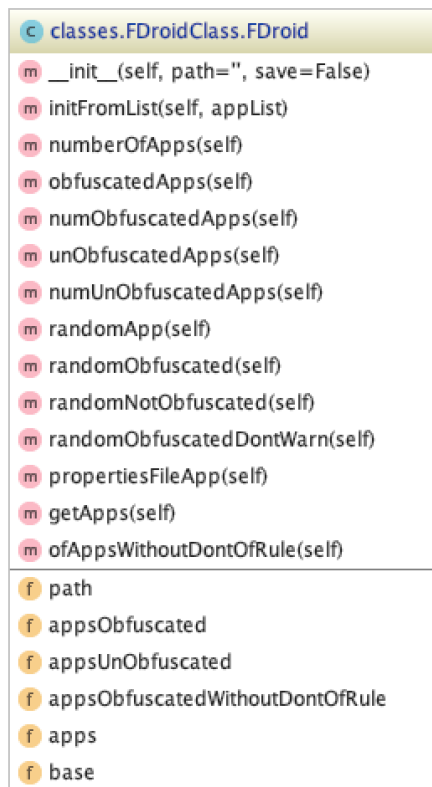 C classes.FDroidClass.FDroid
m __init__(self, path='', save=False)
m initFromList(self, appList)
m numberOfApps(self)
m obfuscatedApps(self)
m numObfuscatedApps(self)
m unObfuscatedApps(self)
m numUnObfuscatedApps(self)
m randomApp(self)
m randomObfuscated(self)
m randomNotObfuscated(self)
m randomObfuscatedDontWarn(self)
m propertiesFileApp(self)
m getApps(self)
m ofAppsWithoutDontOfRule(self)
f path
f appsObfuscated
f appsUnObfuscated
f appsObfuscatedWithoutDontOfRule
f apps
f base